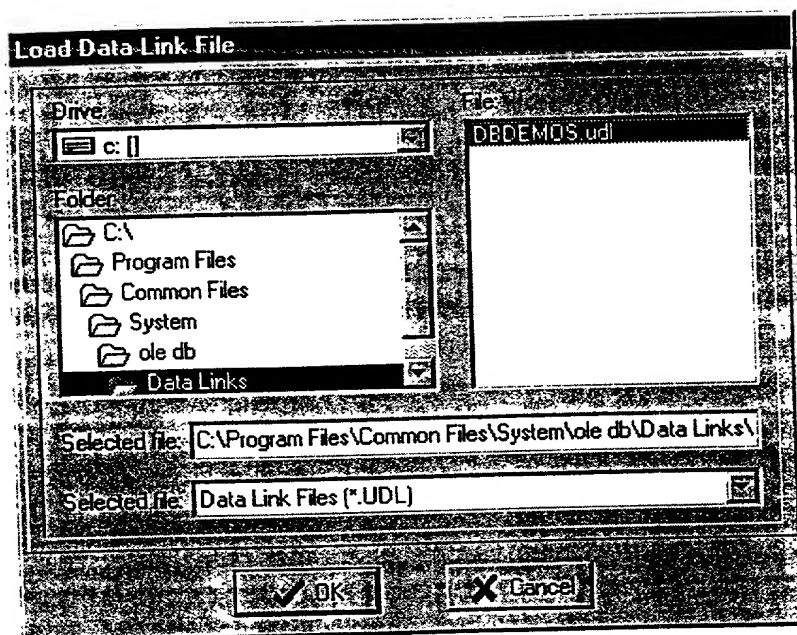 Load Data Link File
Drive:
c: []
Folder:
C:\
Program Files
Common Files
System
ole db
Data Links
File:
DBDEMOS.udl
Selected file: C:\Program Files\Common Files\System\ole db\Data Links\
Selected file: Data Link Files (*.UDL)
OK
Cancel